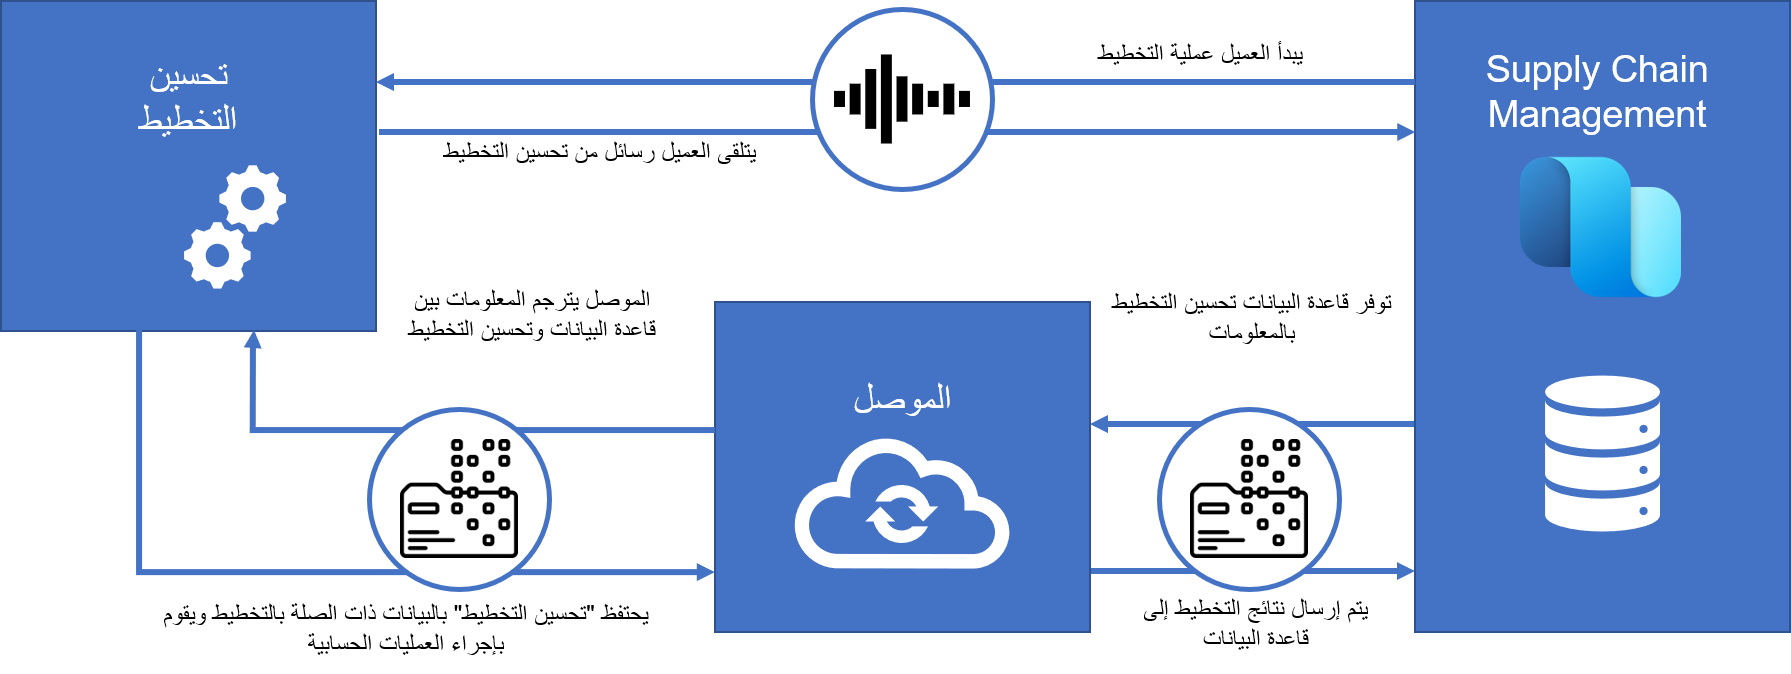 تحسين
التخطيط
يبدأ العميل عملية التخطيط
يتلقى العميل رسائل من تحسين التخطيط
Supply Chain
Management
الموصل يترجم المعلومات بين
قاعدة البيانات وتحسين التخطيط
توفر قاعدة البيانات تحسين التخطيط
بالمعلومات
الموصل
يحتفظ "تحسين التخطيط" بالبيانات ذات الصلة بالتخطيط ويقوم
بإجراء العمليات الحسابية
يتم إرسال نتائج التخطيط إلى
قاعدة البيانات